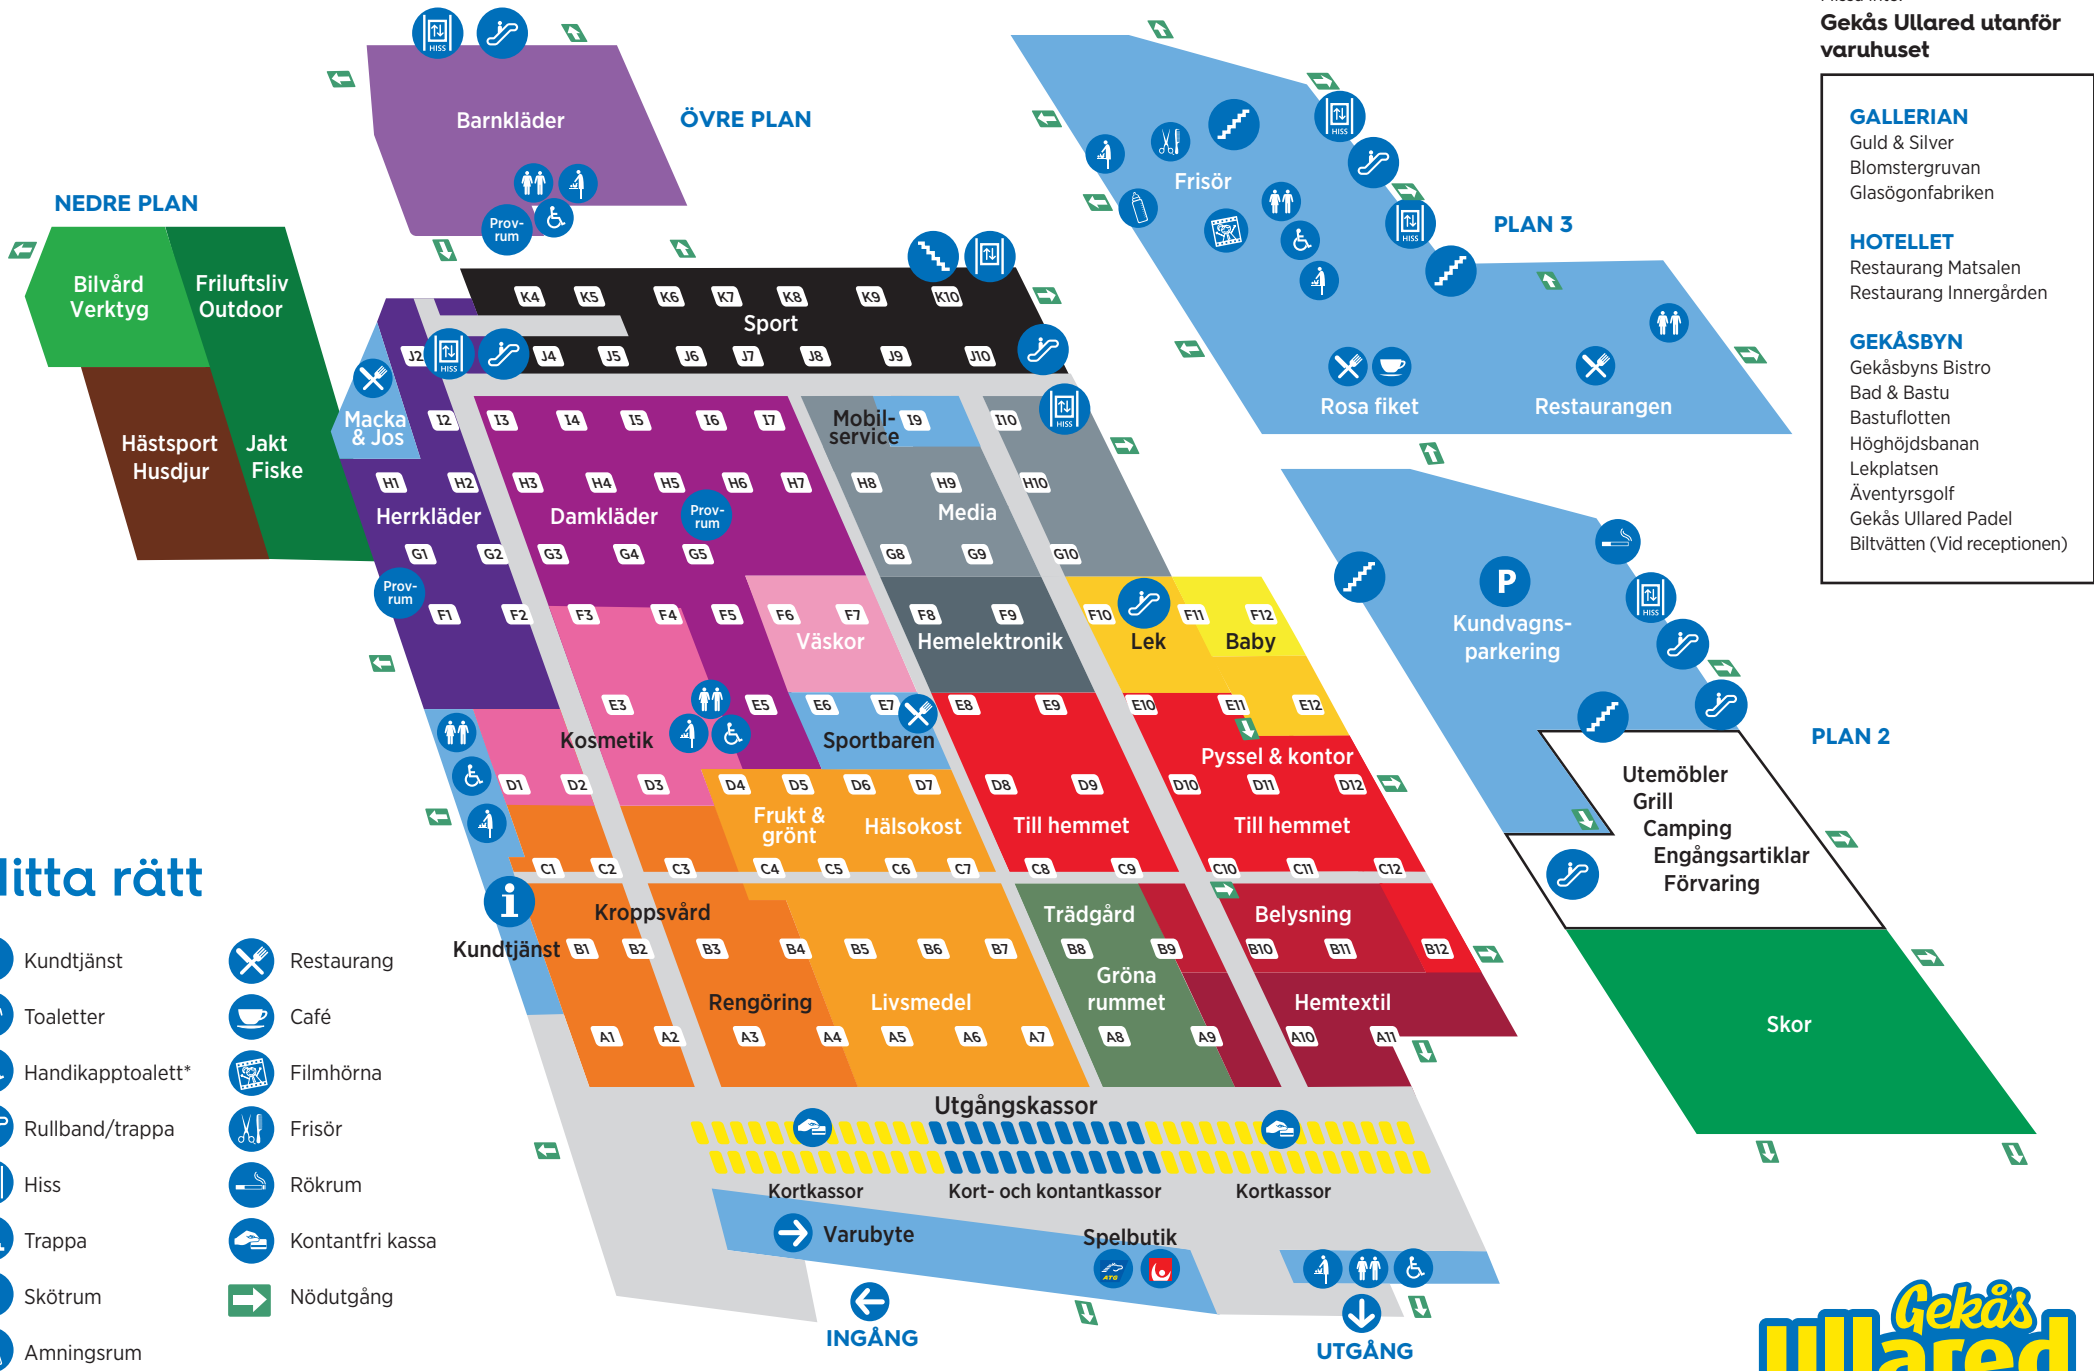 Gekås Ullared utanför
varuhuset
GALLERIAN
Guld & Silver
Blomstergruvan
Glasögonfabriken
HOTELLET
Restaurang Matsalen
Restaurang Innergården
GEKÅSBYN
Gekåsbyns Bistro
Bad & Bastu
Bastuflotten
Höghöjdsbanan
Lekplatsen
Äventyrsgolf
Gekås Ullared Padel
Biltvätten (Vid receptionen)
HISS
Barnkläder
ÖVRE PLAN
Prov-
rum
NEDRE PLAN
Bilvård
Verktyg
Friluftsliv
Outdoor
Hästsport
Husdjur
Jakt
Fiske
HISS
Frisör
HISS
PLAN 3
Rosa fiket
Restaurangen
K4 K5 K6 K7 K8 K9 K10
Sport
J2 HISS J4 J5 J6 J7 J8 J9 J10
Macka
& Jos
I2 I3 I4 I5 I6 I7
Mobil-
service
I9 I10 HISS
H1 H2 H3 H4 H5 H6 H7 H8 H9 H10
Herrkläder
Damkläder
Prov-
rum
Media
G1 G2 G3 G4 G5 G8 G9 G10
Prov-
rum
F1 F2 F3 F4 F5 F6 F7 F8 F9 F10 F11 F12
Väskor
Hemelektronik
Lek
Baby
E3 E5 E6 E7 E8 E9 E10 E11 E12
Kosmetik
Sportbaren
Pyssel & kontor
D1 D2 D3 D4 D5 D6 D7 D8 D9 D10 D11 D12
Frukt &
grönt
Hälsokost
Till hemmet
Till hemmet
C1 C2 C3 C4 C5 C6 C7 C8 C9 C10 C11 C12
Kroppsvård
Trädgård
Belysning
Kundtjänst
B1 B2 B3 B4 B5 B6 B7 B8 B9 B10 B11 B12
Rengöring
Livsmedel
Gröna
rummet
Hemtextil
A1 A2 A3 A4 A5 A6 A7 A8 A9 A10 A11
P
Kundvagns-
parkering
HISS
PLAN 2
Utemöbler
Grill
Camping
Engångsartiklar
Förvaring
Skor
Utgångskassor
Kortkassor
Kort- och kontantkassor
Kortkassor
Varubyte
Spelbutik
ATG
INGÅNG
UTGÅNG
itta rätt
Kundtjänst
Toaletter
Handikapptoalett*
Rullband/trappa
Hiss
Trappa
Skötrum
Amningsrum
Restaurang
Café
Filmhörna
Frisör
Rökrum
Kontantfri kassa
Nödutgång
Gekås
Ullared